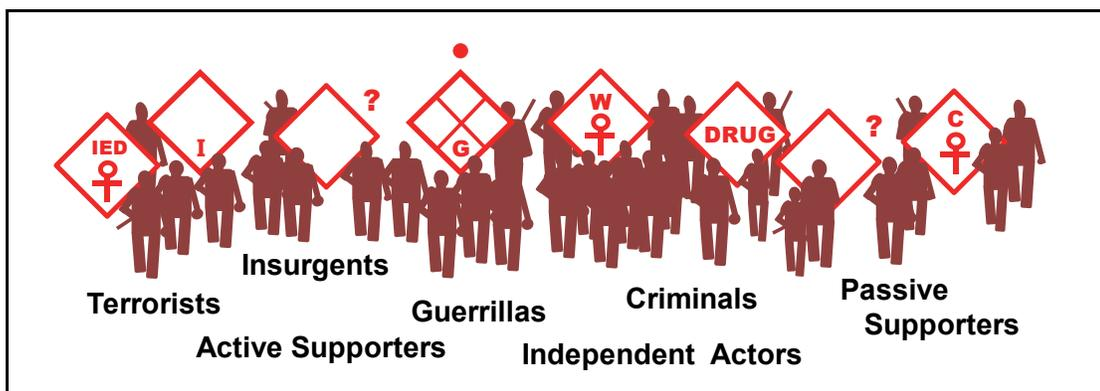 IED
I
?
G
W
DRUG
?
C
Insurgents
Terrorists
Active Supporters
Guerrillas
Criminals
Independent Actors
Passive
Supporters